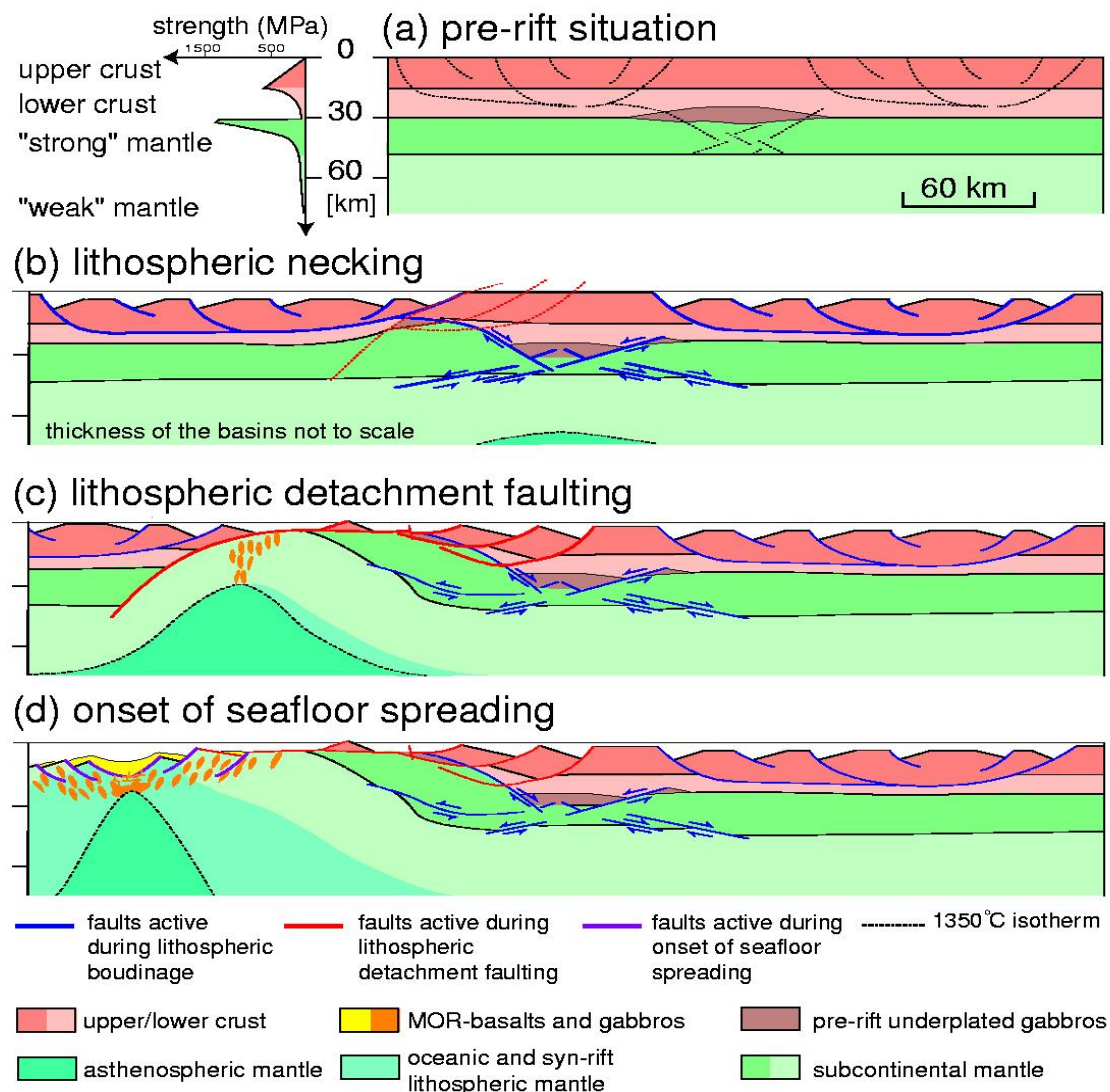 strength (MPa)
1500 500
0
(a) pre-rift situation
upper crust
lower crust
30
"strong" mantle
60
[km]
60 km
"weak" mantle
(b) lithospheric necking
thickness of the basins not to scale
(c) lithospheric detachment faulting
(d) onset of seafloor spreading
faults active
during lithospheric
boudinage
faults active during
lithospheric
detachment faulting
faults active during
onset of seafloor
spreading
1350°C isotherm
upper/lower crust
MOR-basalts and gabbros
pre-rift underplated gabbros
asthenospheric mantle
oceanic and syn-rift
lithospheric mantle
subcontinental mantle